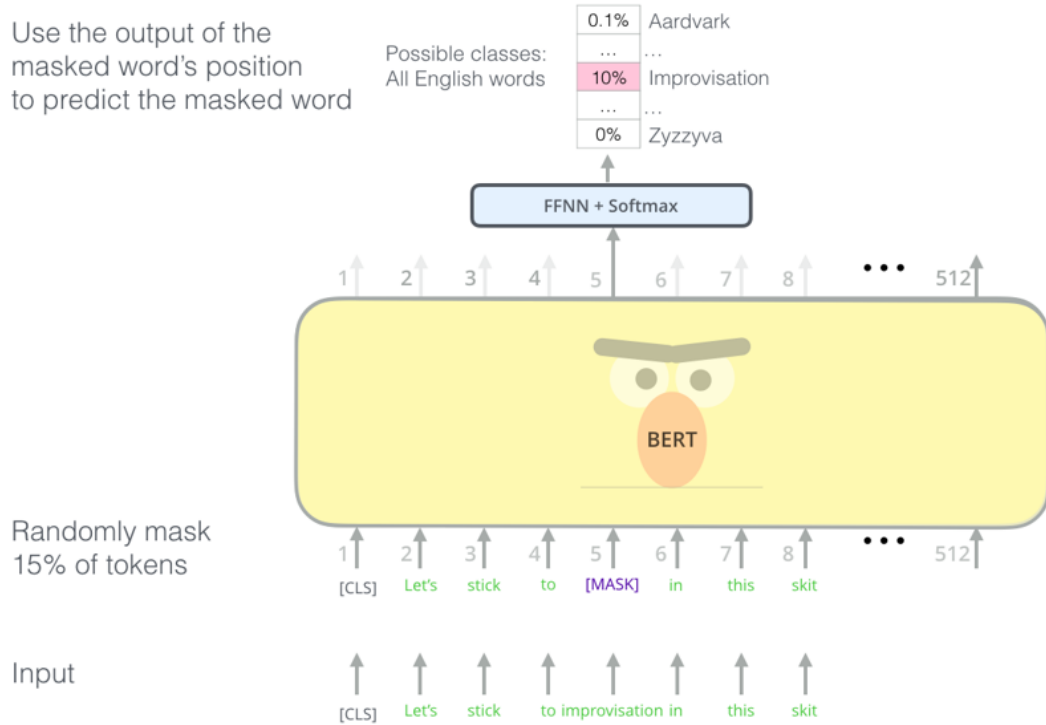 Use the output of the
masked word's position
to predict the masked word
Possible classes:
All English words
0.1% Aardvark
... ...
10% Improvisation
... ...
0% Zyzzyva
FFNN + Softmax
1 2 3 4 5 6 7 8 ••• 512
BERT
Randomly mask
15% of tokens
1 2 3 4 5 6 7 8 ••• 512
[CLS] Let's stick to [MASK] in this skit
Input
[CLS] Let's stick to improvisation in this skit